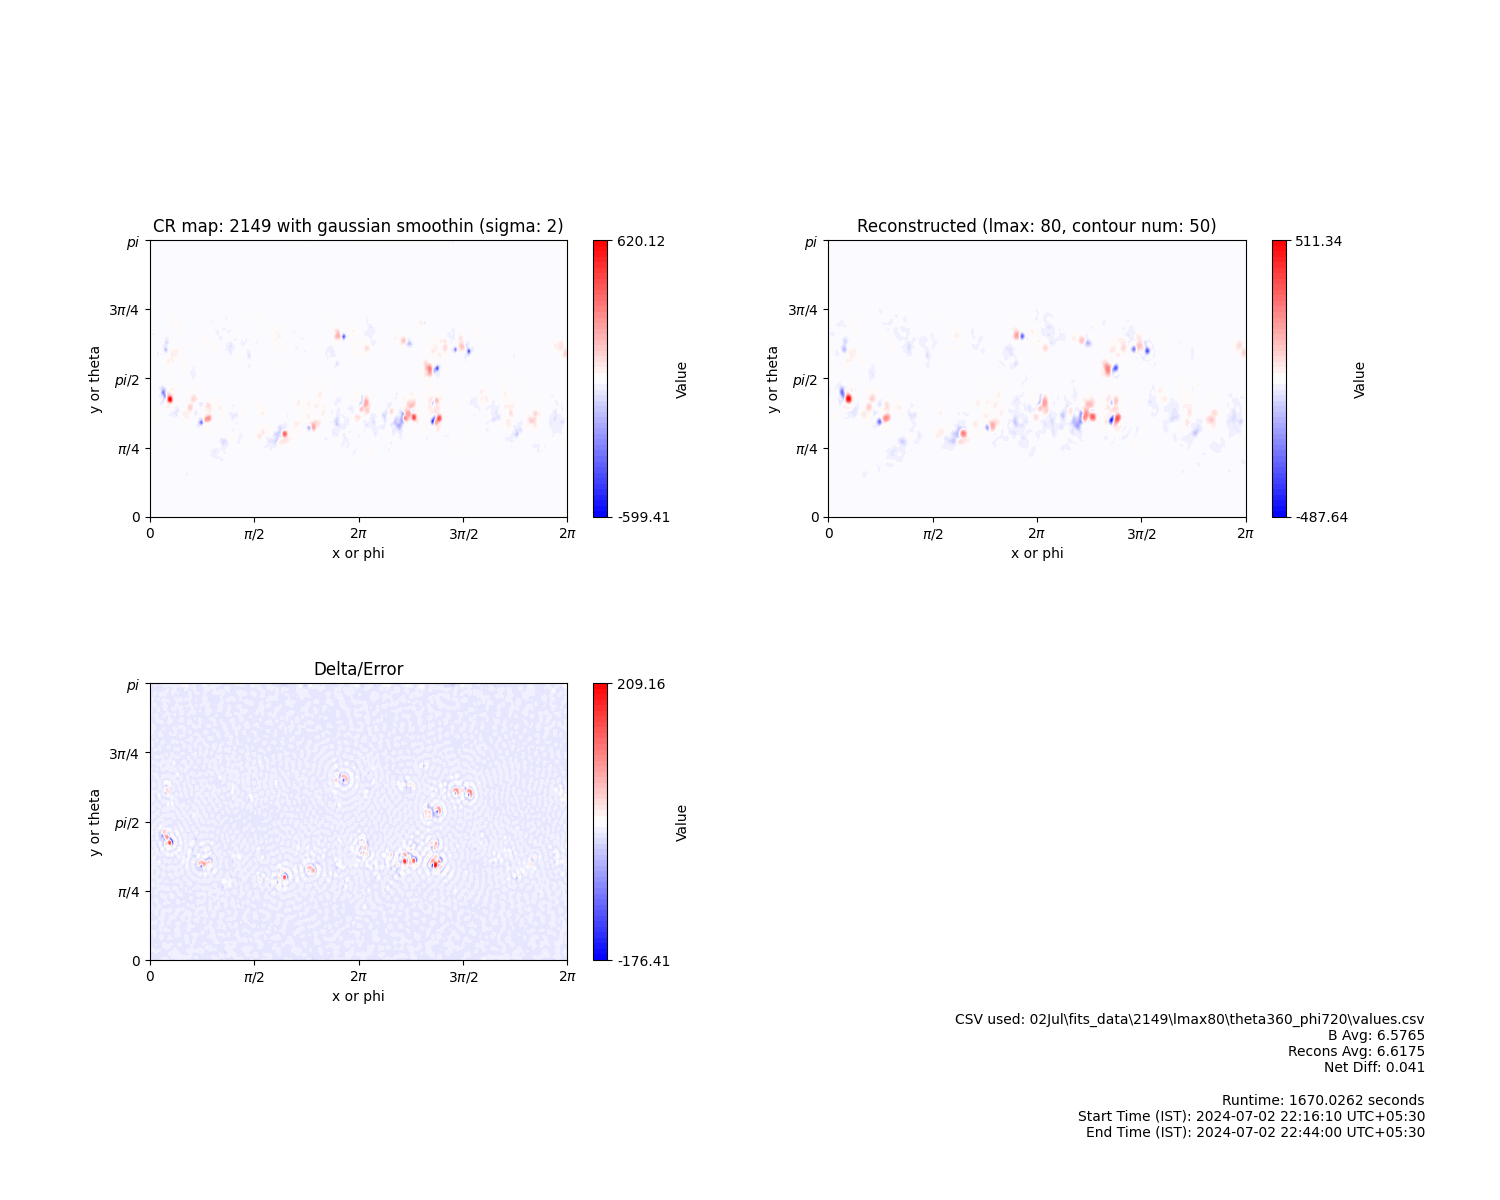 CR map: 2149 with gaussian smoothin (sigma: 2)
pi
3π/4
pi/2
π/4
0
y or theta
0
π/2
2π
3π/2
2π
x or phi
620.12
-599.41
Value
Reconstructed (lmax: 80, contour num: 50)
pi
3π/4
pi/2
π/4
0
y or theta
0
π/2
2π
3π/2
2π
x or phi
511.34
-487.64
Value
Delta/Error
pi
3π/4
pi/2
π/4
0
y or theta
0
π/2
2π
3π/2
2π
x or phi
209.16
-176.41
Value
CSV used: 02Jul\fits_data\2149\lmax80\theta360_phi720\values.csv
B Avg: 6.5765
Recons Avg: 6.6175
Net Diff: 0.041
Runtime: 1670.0262 seconds
Start Time (IST): 2024-07-02 22:16:10 UTC+05:30
End Time (IST): 2024-07-02 22:44:00 UTC+05:30